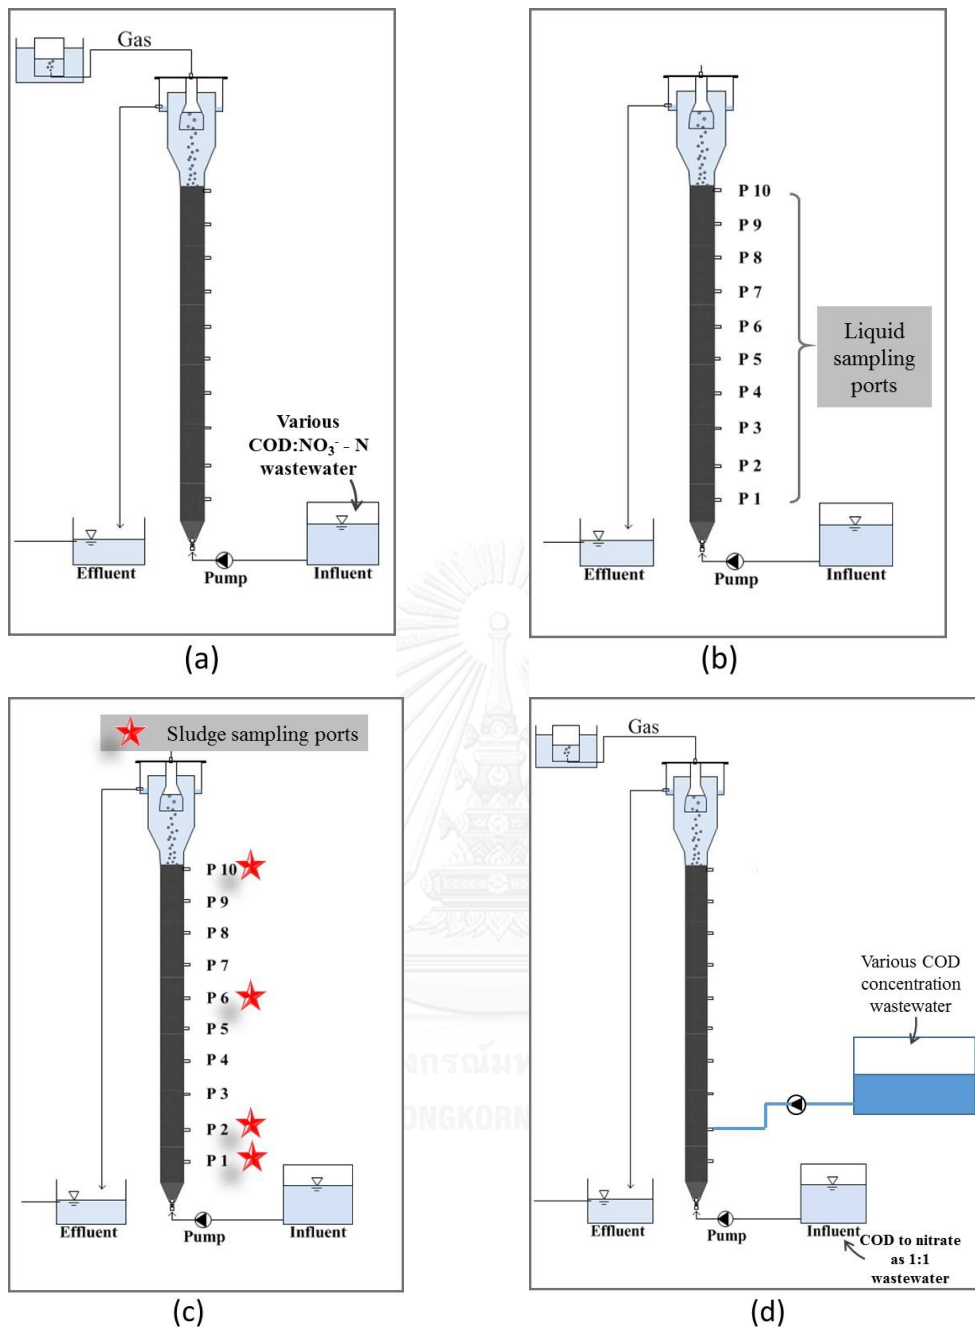 Gas
Various
COD:NO₃⁻ - N
wastewater
Effluent
Pump
Influent
(a)
P 10
P 9
P 8
P 7
P 6
P 5
P 4
P 3
P 2
P 1
Liquid
sampling
ports
Effluent
Pump
Influent
(b)
Sludge sampling ports
P 10
P 9
P 8
P 7
P 6
P 5
P 4
P 3
P 2
P 1
Effluent
Pump
Influent
(c)
Gas
Various COD
concentration
wastewater
Effluent
Pump
Influent
COD to nitrate
as 1:1
wastewater
(d)